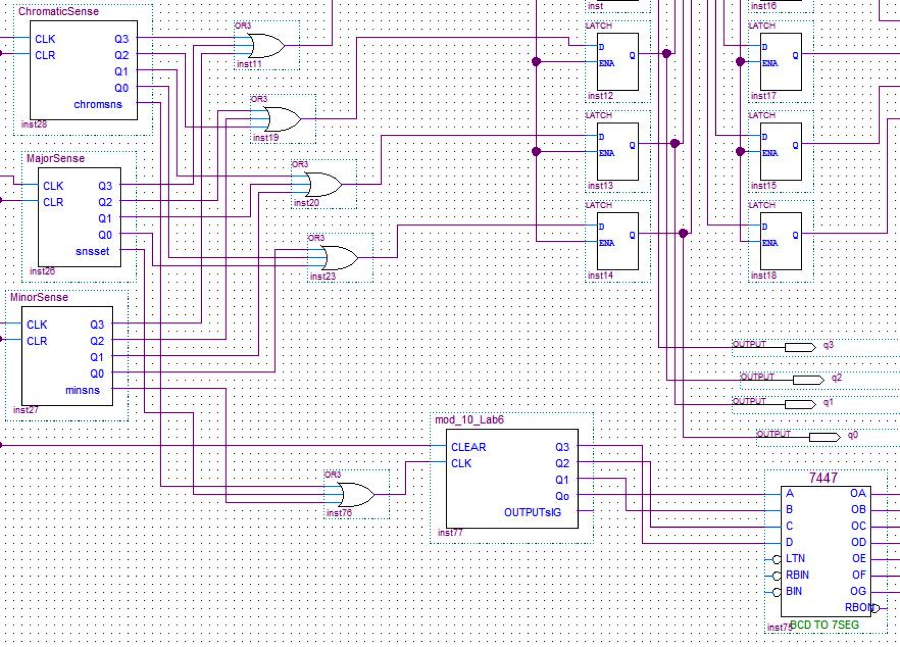 ChromaticSense
CLK
CLR
Q3
Q2
Q1
Q0
chromsns
inst28
OR3
inst11
OR3
inst19
MajorSense
CLK
CLR
Q3
Q2
Q1
Q0
snsset
inst26
OR3
inst20
OR3
inst23
MinorSense
CLK
CLR
Q3
Q2
Q1
Q0
minsns
inst27
OR3
inst76
mod_10_Lab6
CLEAR
CLK
Q3
Q2
Q1
Qo
OUTPUTsIG
inst77
inst
LATCH
D
ENA
Q
inst12
LATCH
D
ENA
Q
inst13
LATCH
D
ENA
Q
inst14
inst16
LATCH
D
ENA
Q
inst17
LATCH
D
ENA
Q
inst15
LATCH
D
ENA
Q
inst18
OUTPUT q3
OUTPUT q2
OUTPUT q1
OUTPUT q0
7447
A
B
C
D
LTN
RBIN
BIN
OA
OB
OC
OD
OE
OF
OG
RBON
inst75
BCD TO 7SEG